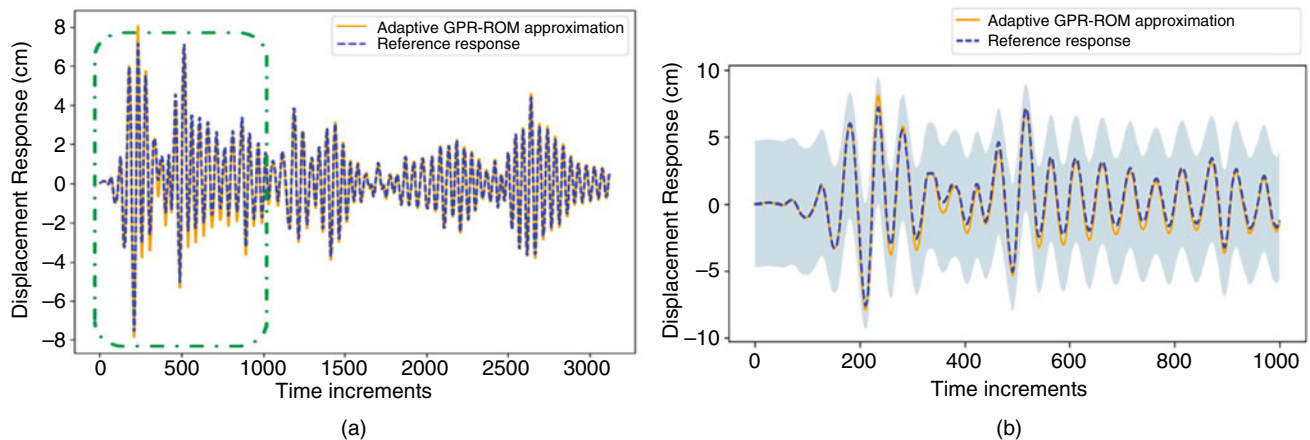 Adaptive GPR-ROM approximation
Reference response
8
6
4
2
0
−2
−4
−6
−8
Displacement Response (cm)
0 500 1000 1500 2000 2500 3000
Time increments
(a)
Adaptive GPR-ROM approximation
Reference response
10
5
0
−5
−10
Displacement Response (cm)
0 200 400 600 800 1000
Time increments
(b)